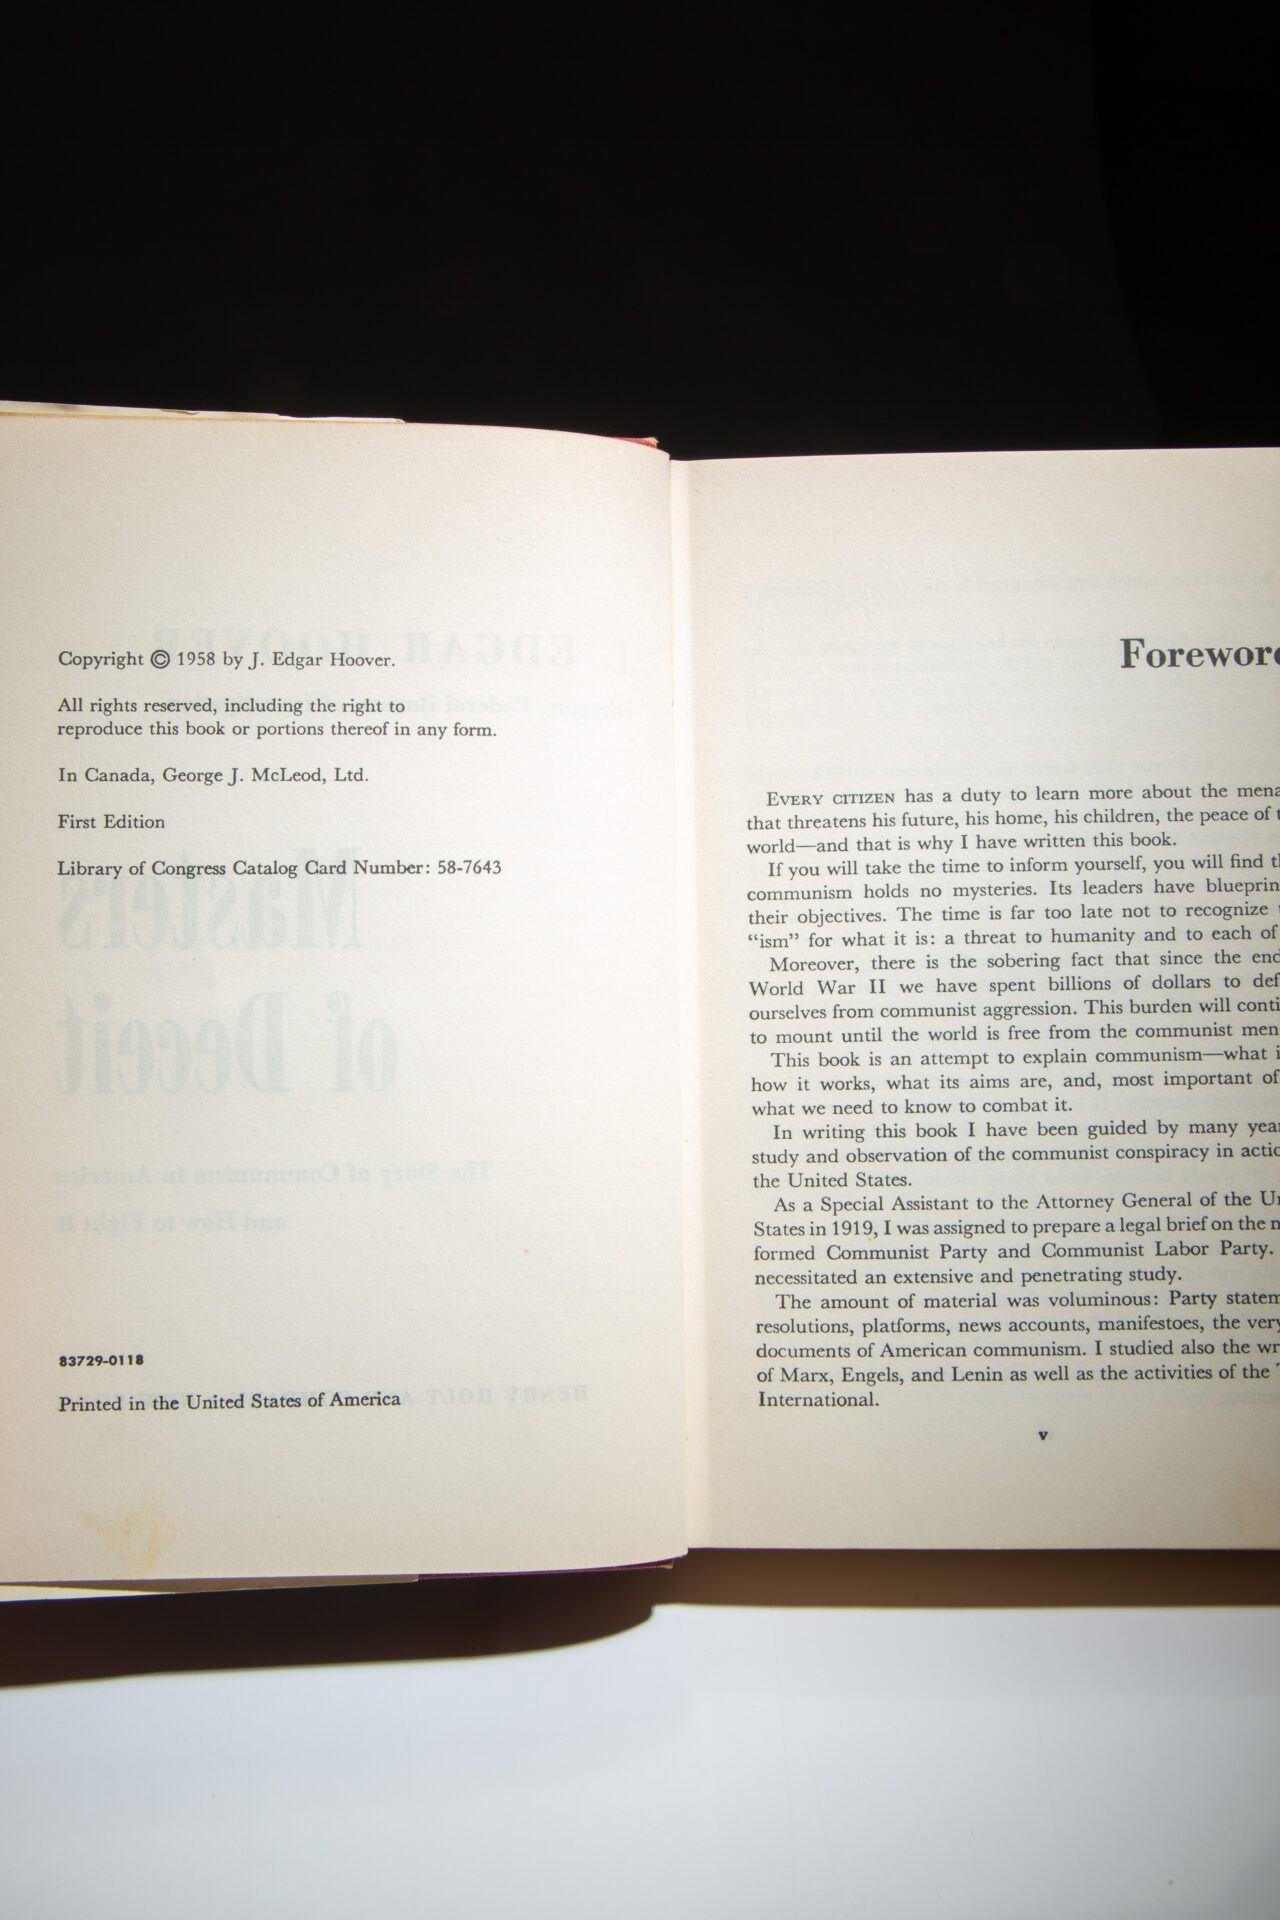 Copyright © 1958 by J. Edgar Hoover.
All rights reserved, including the right to
reproduce this book or portions thereof in any form.
In Canada, George J. McLeod, Ltd.
First Edition
Library of Congress Catalog Card Number: 58-7643
83729-0118
Printed in the United States of America
Foreword
EVERY CITIZEN has a duty to learn more about the mena
that threatens his future, his home, his children, the peace of t
world—and that is why I have written this book.
If you will take the time to inform yourself, you will find th
communism holds no mysteries. Its leaders have blueprin
their objectives. The time is far too late not to recognize t
“ism” for what it is: a threat to humanity and to each of
Moreover, there is the sobering fact that since the end
World War II we have spent billions of dollars to def
ourselves from communist aggression. This burden will conti
to mount until the world is free from the communist men
This book is an attempt to explain communism—what i
how it works, what its aims are, and, most important of
what we need to know to combat it.
In writing this book I have been guided by many year
study and observation of the communist conspiracy in actio
the United States.
As a Special Assistant to the Attorney General of the Un
States in 1919, I was assigned to prepare a legal brief on the n
formed Communist Party and Communist Labor Party.
necessitated an extensive and penetrating study.
The amount of material was voluminous: Party statem
resolutions, platforms, news accounts, manifestoes, the very
documents of American communism. I studied also the wr
of Marx, Engels, and Lenin as well as the activities of the T
International.
v